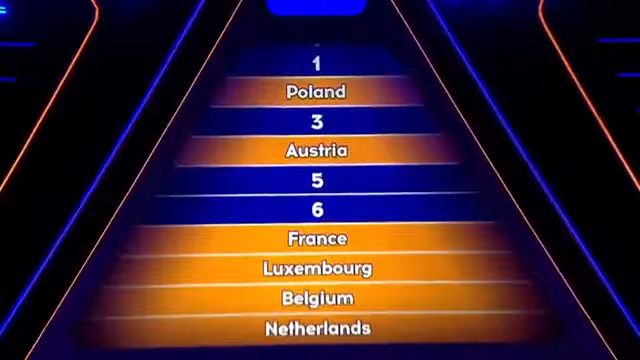 1
Poland
3
Austria
5
6
France
Luxembourg
Belgium
Netherlands